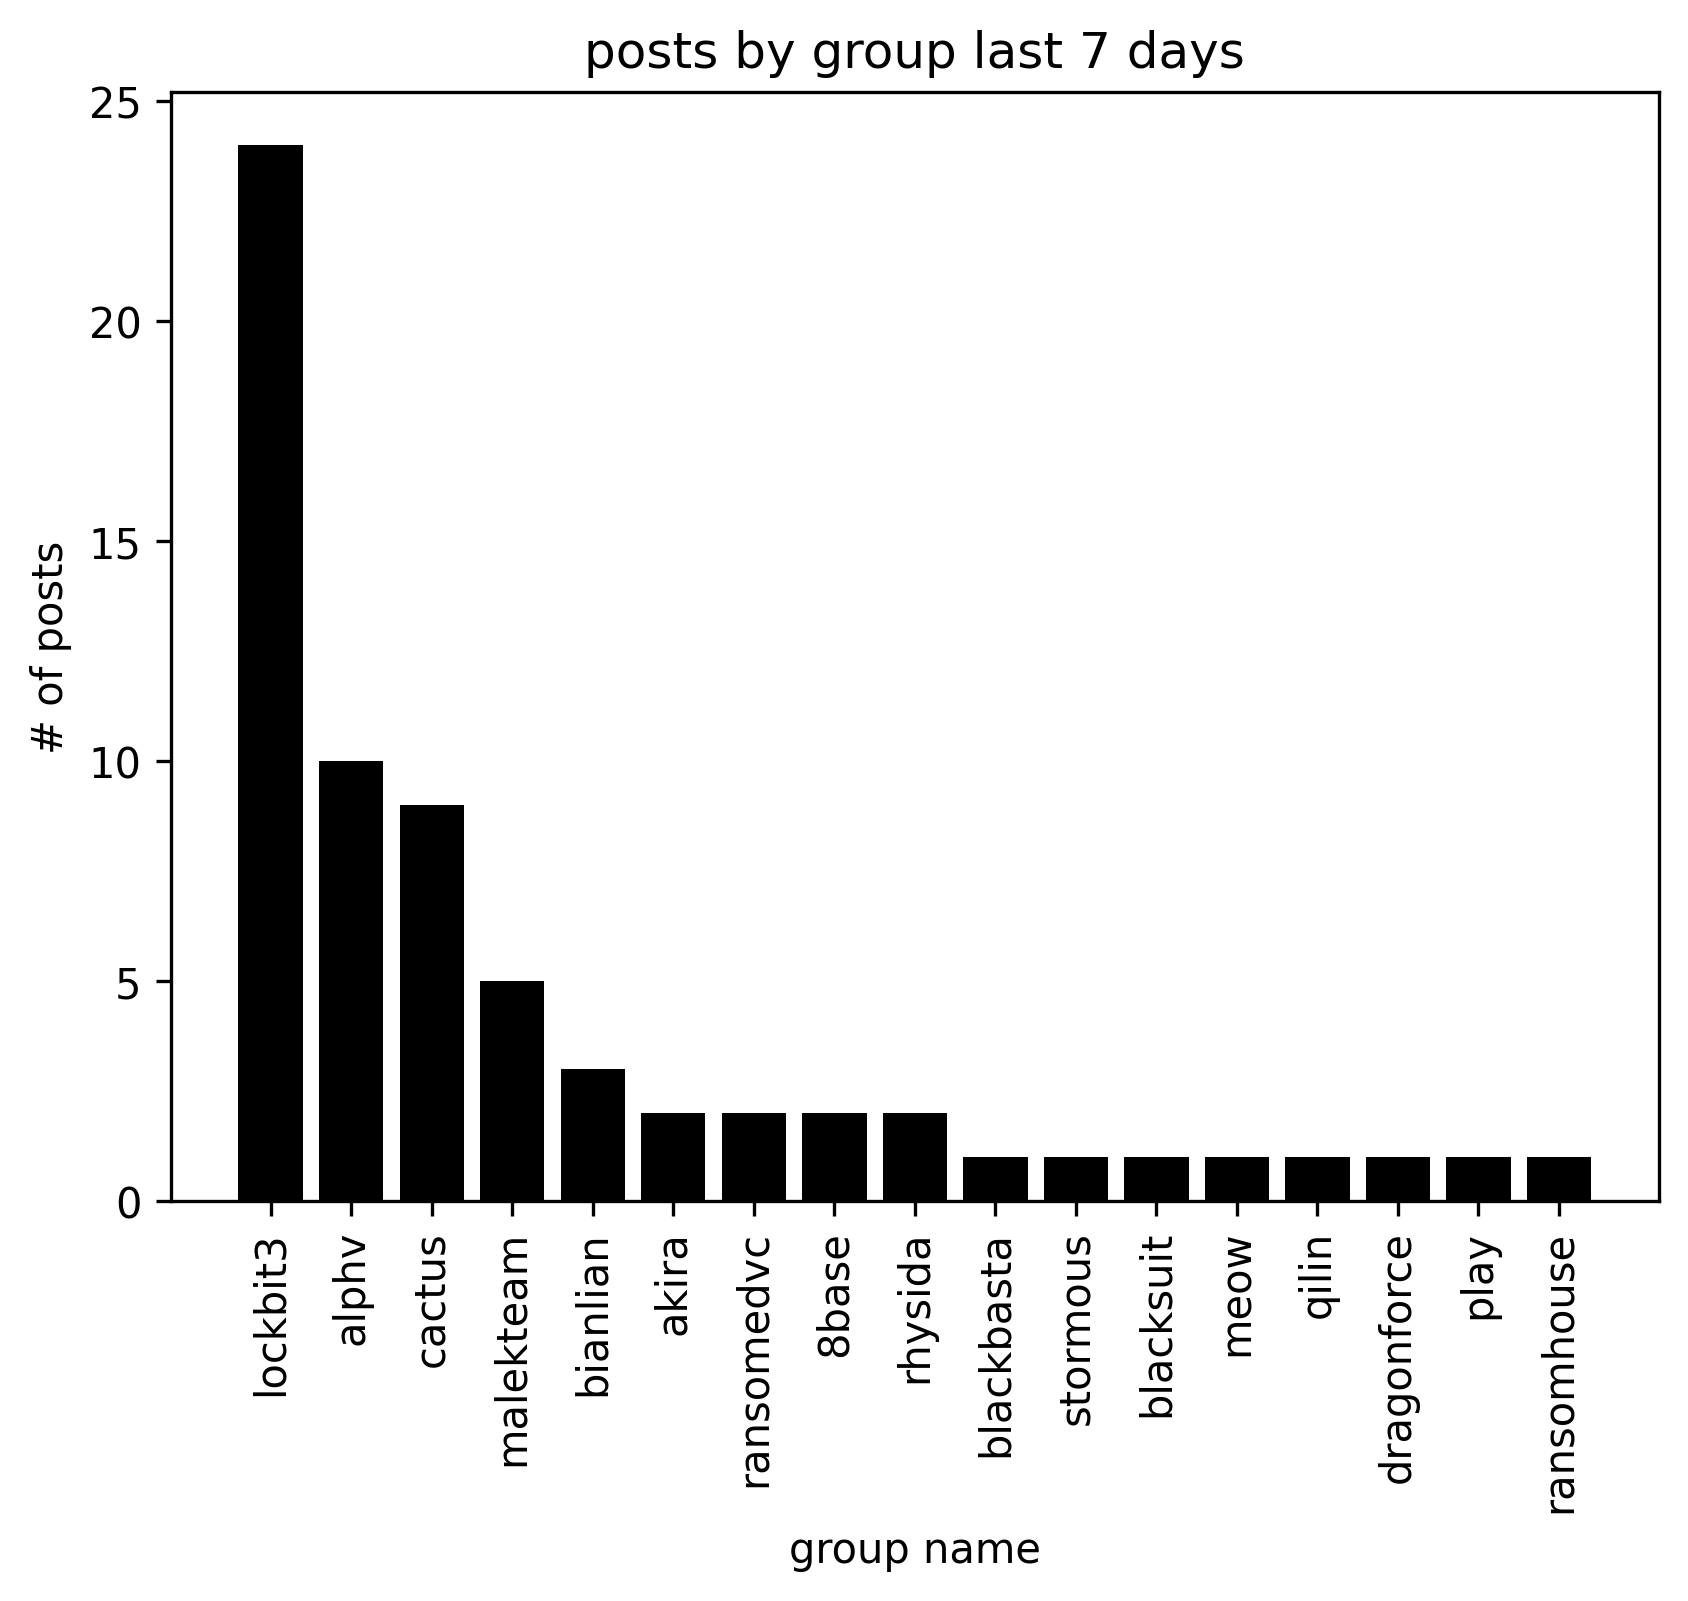 posts by group last 7 days
# of posts
25
20
15
10
5
0
lockbit3
alphv
cactus
malekteam
bianlian
akira
ransomedvc
8base
rhysida
blackbasta
stormous
blacksuit
meow
qilin
dragonforce
play
ransomhouse
group name